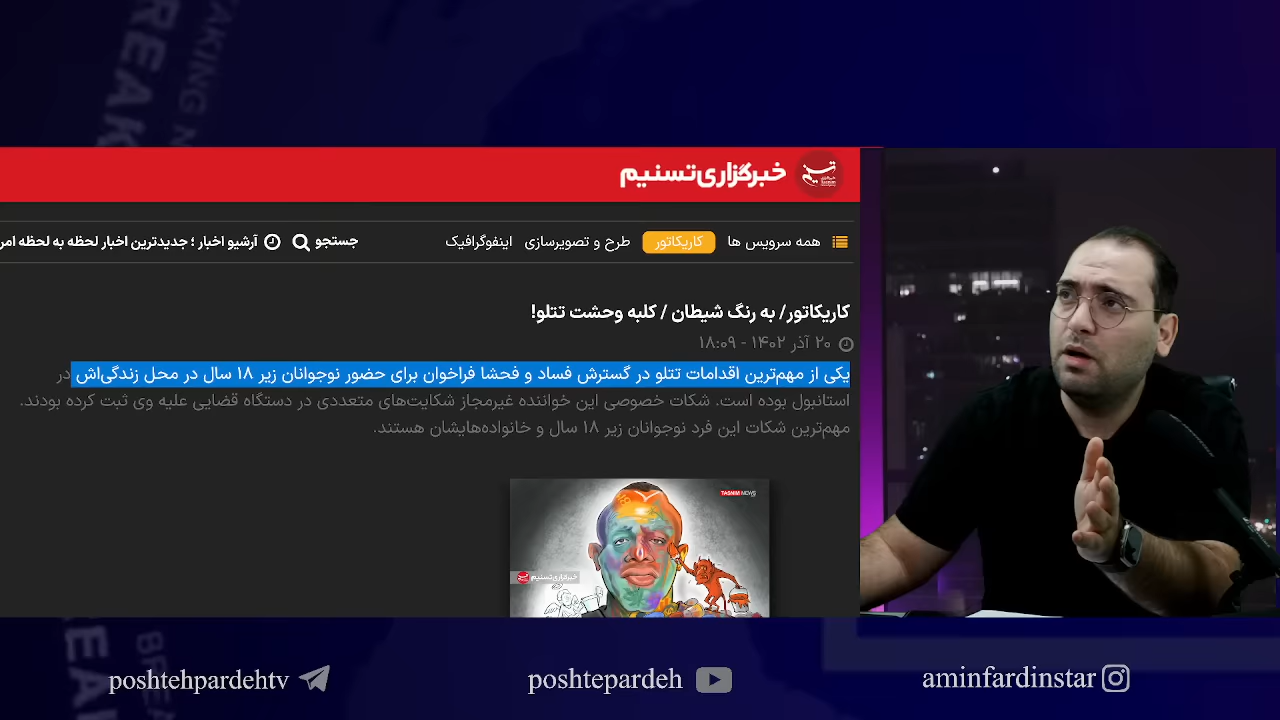 BREAK
TAKING N
خبرگزاری تسنیم
همه سرویس ها
کاریکاتور
طرح و تصویرسازی
اینفوگرافیک
جستجو
آرشیو اخبار ؛ جدیدترین اخبار لحظه به لحظه امر
کاریکاتور/ به رنگ شیطان / کلبه وحشت تتلو!
۲۰ آذر ۱۴۰۲ - ۱۸:۰۹
یکی از مهم‌ترین اقدامات تتلو در گسترش فساد و فحشا فراخوان برای حضور نوجوانان زیر ۱۸ سال در محل زندگی‌اش در
استانبول بوده است. شکات خصوصی این خواننده غیرمجاز شکایت‌های متعددی در دستگاه قضایی علیه وی ثبت کرده بودند.
مهم‌ترین شکات این فرد نوجوانان زیر ۱۸ سال و خانواده‌هایشان هستند.
TASNIM NEWS
خبرگزاری تسنیم
poshtehpardehtv
poshtepardeh
aminfardinstar